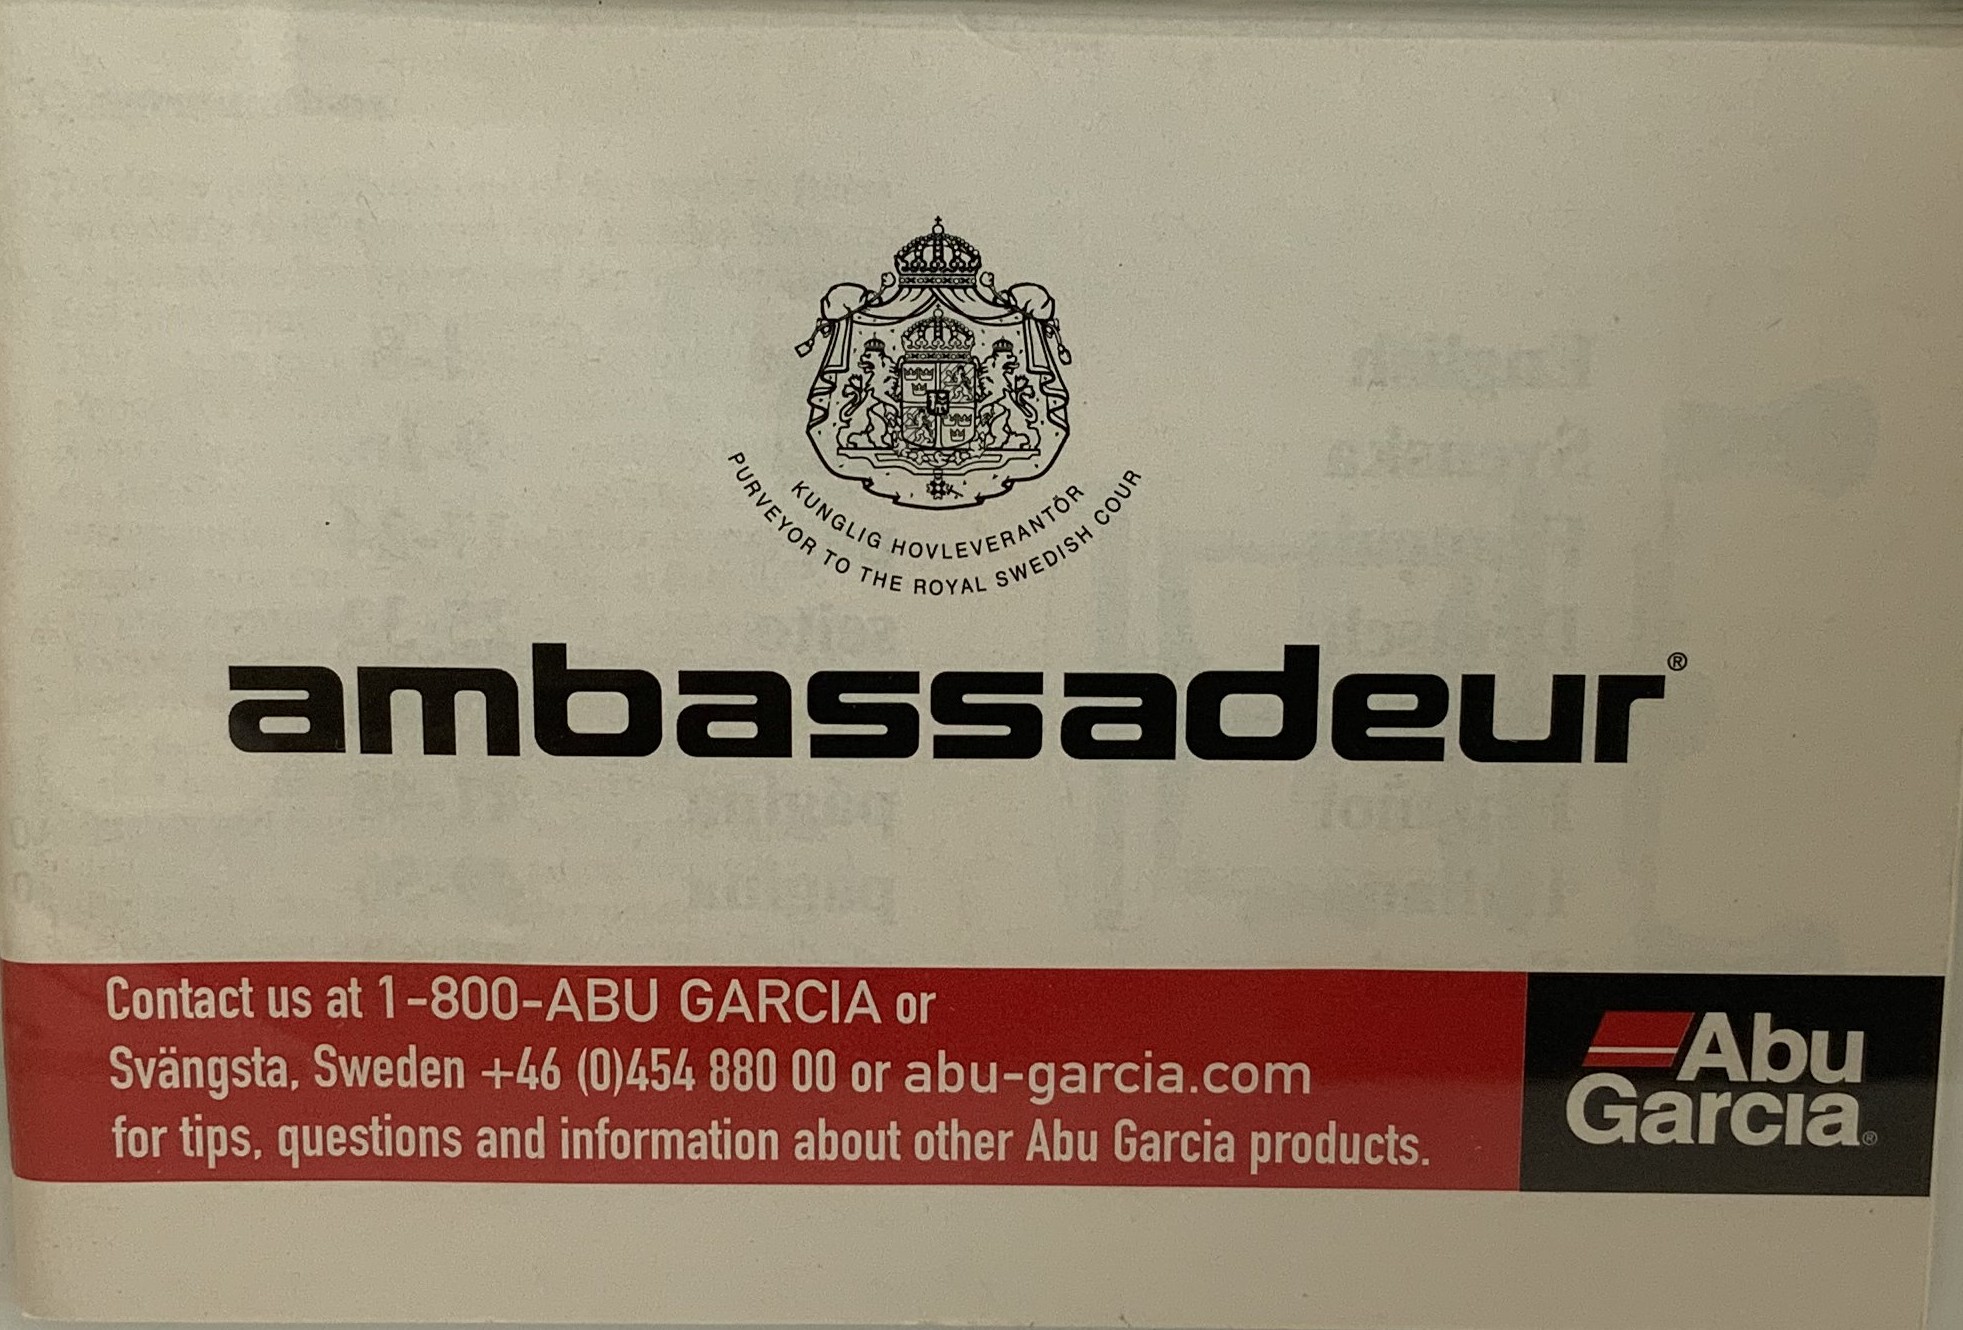 KUNGLIG HOVLEVERANTÖR
PURVEYOR TO THE ROYAL SWEDISH COUR
ambassadeur®
Contact us at 1-800-ABU GARCIA or
Svängsta, Sweden +46 (0)454 880 00 or abu-garcia.com
for tips, questions and information about other Abu Garcia products.
Abu
Garcia®